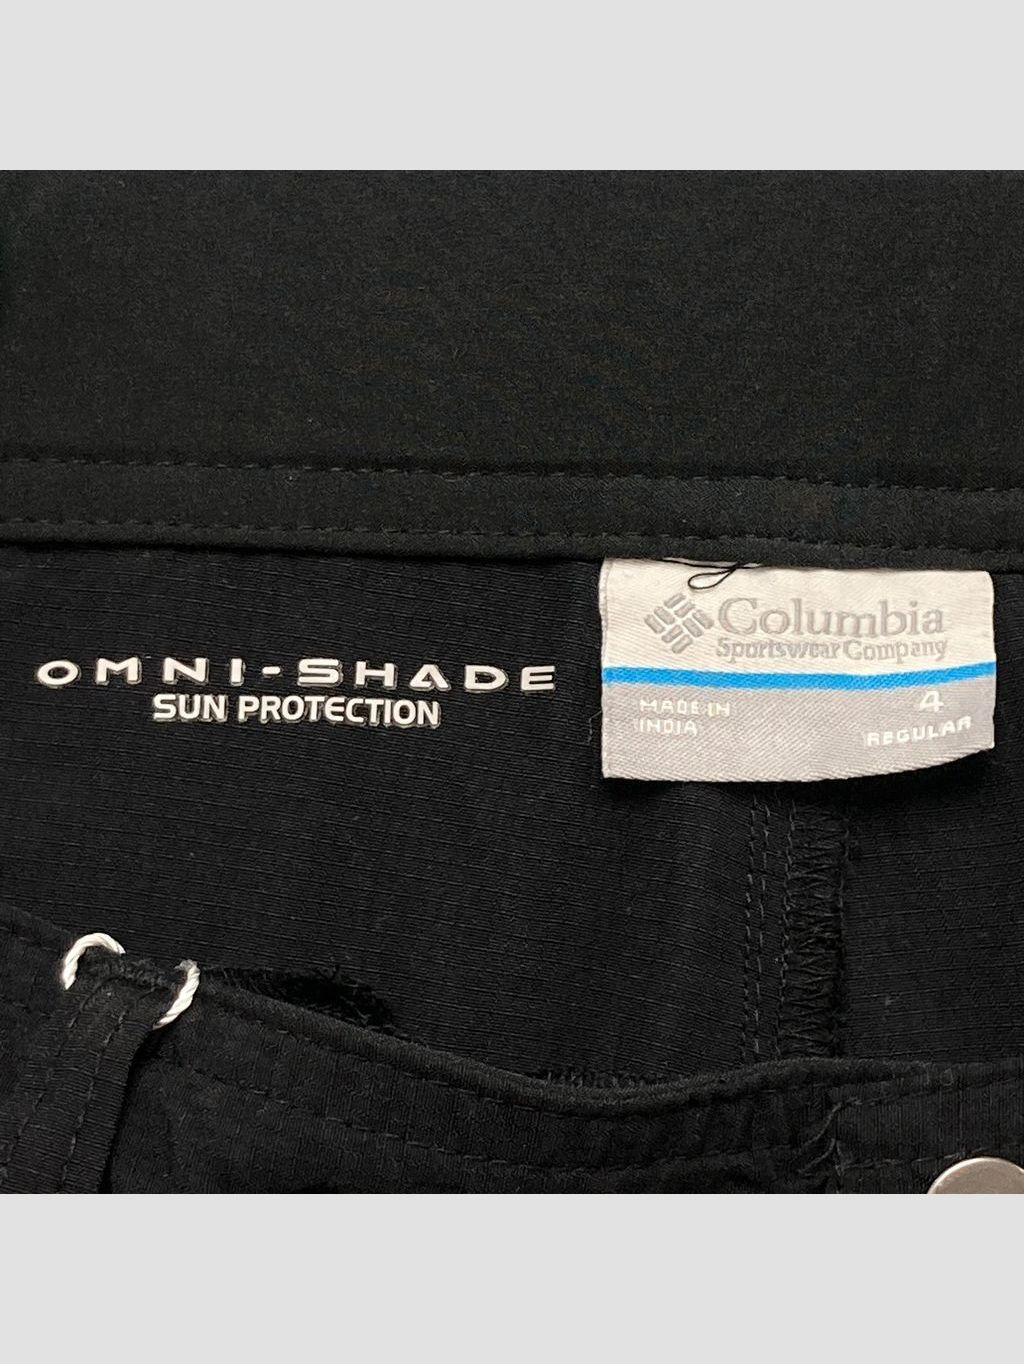 OMNI-SHADE
SUN PROTECTION
Columbia
Sportswear Company
MADE IN
INDIA
4
REGULAR